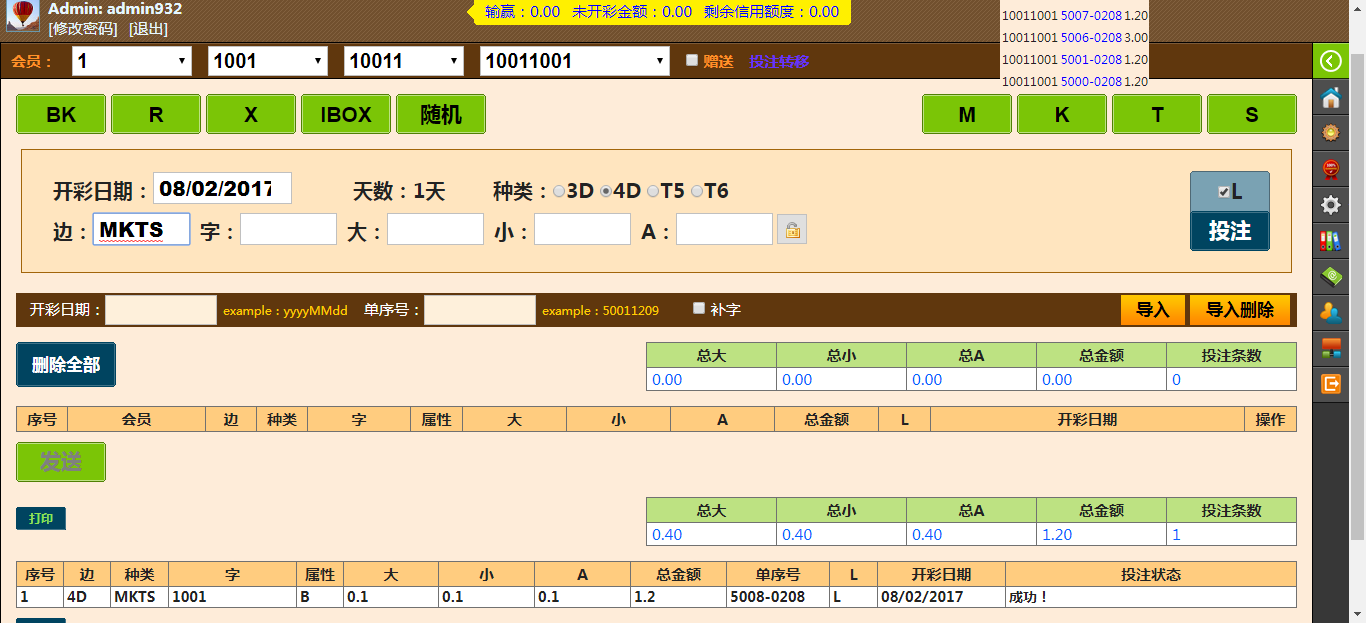 Admin: admin932
[修改密码] [退出]
输赢：0.00 未开彩金额：0.00 剩余信用额度：0.00
10011001 5007-0208 1.20
10011001 5006-0208 3.00
10011001 5001-0208 1.20
10011001 5000-0208 1.20
会员： 1 1001 10011 10011001 赠送 投注转移
BK R X IBOX 随机 M K T S
开彩日期： 08/02/2017 天数：1天 种类： 3D 4D T5 T6 L
边： MKTS 字： 大： 小： A： 投注
开彩日期： example : yyyyMMdd 单序号： example : 50011209 补字 导入 导入删除
删除全部
总大 总小 总A 总金额 投注条数
0.00 0.00 0.00 0.00 0
序号 会员 边 种类 字 属性 大 小 A 总金额 L 开彩日期 操作
发送
打印
总大 总小 总A 总金额 投注条数
0.40 0.40 0.40 1.20 1
序号 边 种类 字 属性 大 小 A 总金额 单序号 L 开彩日期 投注状态
1 4D MKTS 1001 B 0.1 0.1 0.1 1.2 5008-0208 L 08/02/2017 成功！